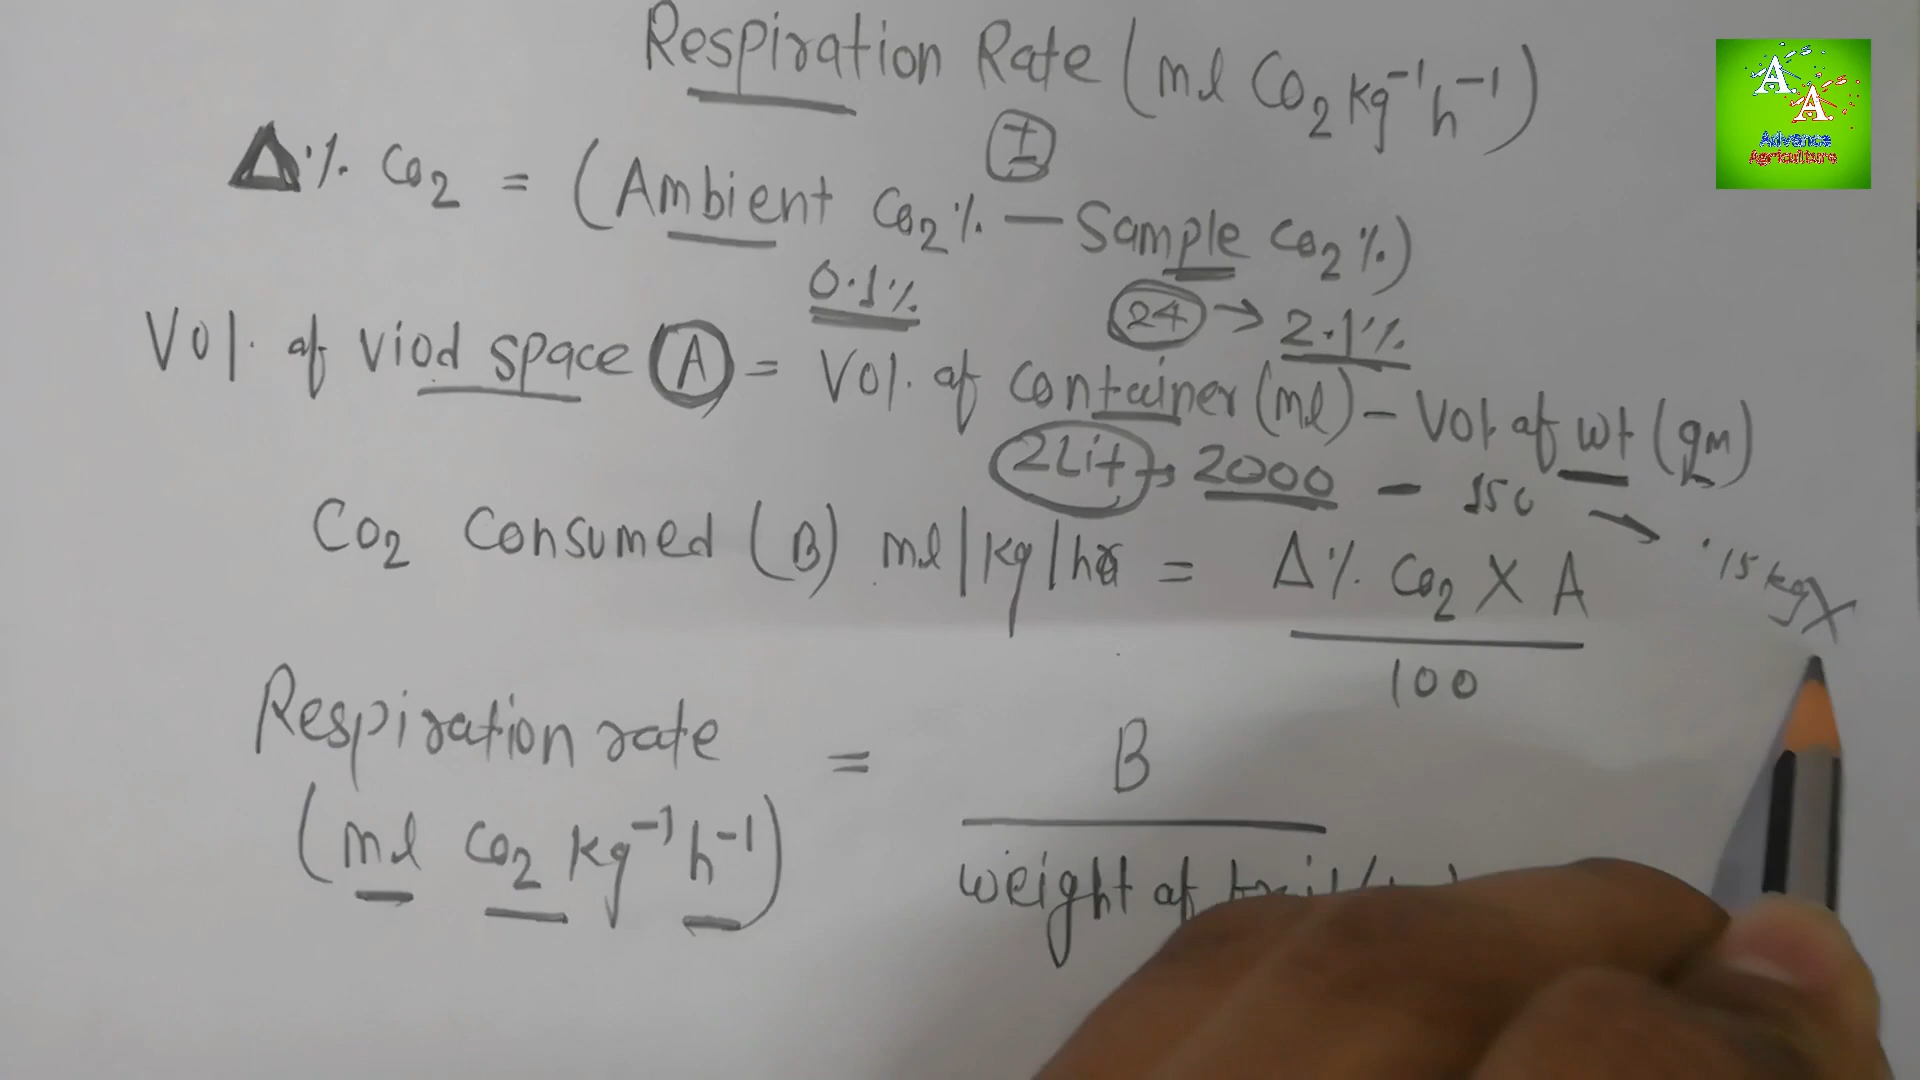 Respiration Rate (ml CO2 kg⁻¹ h⁻¹)
±
Δ% CO2 = (Ambient CO2% - Sample CO2%)
0.1%
24 → 2.1%
Vol. of Viod space (A) = Vol. of Container (ml) - Vol. of wt (gm)
2Lit → 2000 - 150 → .15 kg X
CO2 Consumed (B) ml/kg/hr = Δ% CO2 X A
100
Respiration rate = B
(ml CO2 kg⁻¹ h⁻¹) weight of
A
A
Advance
Agriculture